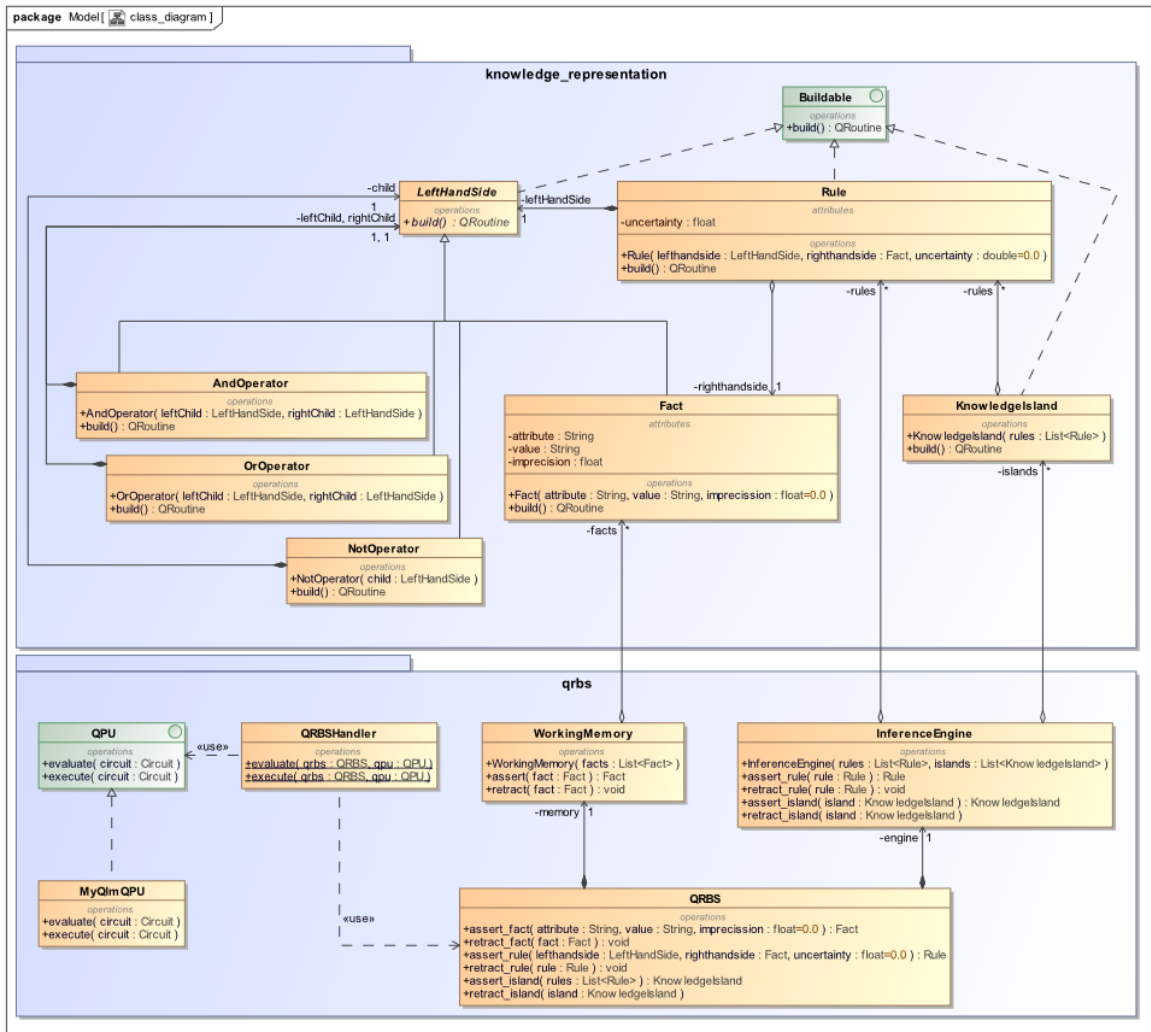 package Model [ class_diagram ]
knowledge_representation
Buildable
operations
+build() : QRoutine
-child
1
LeftHandSide
operations
+build() : QRoutine
-leftHandSide
1
-leftChild, rightChild
1, 1
Rule
attributes
-uncertainty : float
operations
+Rule( lefthandside : LeftHandSide, righthandside : Fact, uncertainty : double=0.0 )
+build() : QRoutine
-rules
*
-rules
*
AndOperator
operations
+AndOperator( leftChild : LeftHandSide, rightChild : LeftHandSide )
+build() : QRoutine
-righthandside
1
Fact
attributes
-attribute : String
-value : String
-imprecision : float
operations
+Fact( attribute : String, value : String, imprecission : float=0.0 )
+build() : QRoutine
KnowledgeIsland
operations
+KnowledgeIsland( rules : List<Rule> )
+build() : QRoutine
-islands
*
OrOperator
operations
+OrOperator( leftChild : LeftHandSide, rightChild : LeftHandSide )
+build() : QRoutine
-facts
*
NotOperator
operations
+NotOperator( child : LeftHandSide )
+build() : QRoutine
qrbs
QPU
operations
+evaluate( circuit : Circuit )
+execute( circuit : Circuit )
«use»
QRBSHandler
operations
+evaluate( qrbs : QRBS, qpu : QPU )
+execute( qrbs : QRBS, qpu : QPU )
WorkingMemory
operations
+WorkingMemory( facts : List<Fact> )
+assert( fact : Fact ) : Fact
+retract( fact : Fact ) : void
InferenceEngine
operations
+InferenceEngine( rules : List<Rule>, islands : List<KnowledgeIsland> )
+assert_rule( rule : Rule ) : Rule
+retract_rule( rule : Rule ) : void
+assert_island( island : KnowledgeIsland ) : KnowledgeIsland
+retract_island( island : KnowledgeIsland )
-memory
1
-engine
1
MyQlmQPU
operations
+evaluate( circuit : Circuit )
+execute( circuit : Circuit )
«use»
QRBS
operations
+assert_fact( attribute : String, value : String, imprecission : float=0.0 ) : Fact
+retract_fact( fact : Fact ) : void
+assert_rule( lefthandside : LeftHandSide, righthandside : Fact, uncertainty : float=0.0 ) : Rule
+retract_rule( rule : Rule ) : void
+assert_island( rules : List<Rule> ) : KnowledgeIsland
+retract_island( island : KnowledgeIsland )